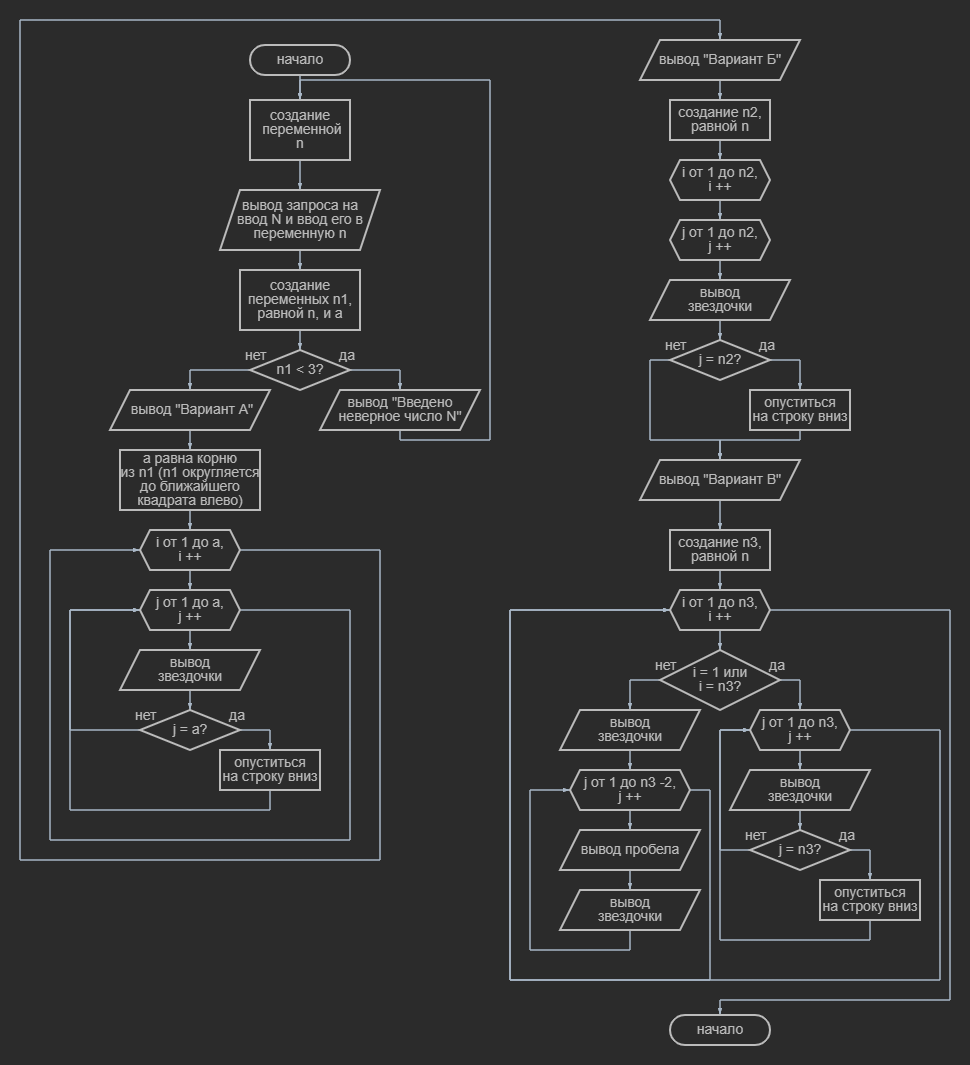 начало
создание
переменной
n
вывод запроса на
ввод N и ввод его в
переменную n
создание
переменных n1,
равной n, и a
n1 < 3?
нет
да
вывод "Вариант А"
вывод "Введено
неверное число N"
а равна корню
из n1 (n1 округляется
до ближайшего
квадрата влево)
i от 1 до a,
i ++
j от 1 до a,
j ++
вывод
звездочки
j = a?
нет
да
опуститься
на строку вниз
вывод "Вариант Б"
создание n2,
равной n
i от 1 до n2,
i ++
j от 1 до n2,
j ++
вывод
звездочки
j = n2?
нет
да
опуститься
на строку вниз
вывод "Вариант В"
создание n3,
равной n
i от 1 до n3,
i ++
i = 1 или
i = n3?
нет
да
вывод
звездочки
j от 1 до n3 -2,
j ++
вывод пробела
вывод
звездочки
j от 1 до n3,
j ++
вывод
звездочки
j = n3?
нет
да
опуститься
на строку вниз
начало